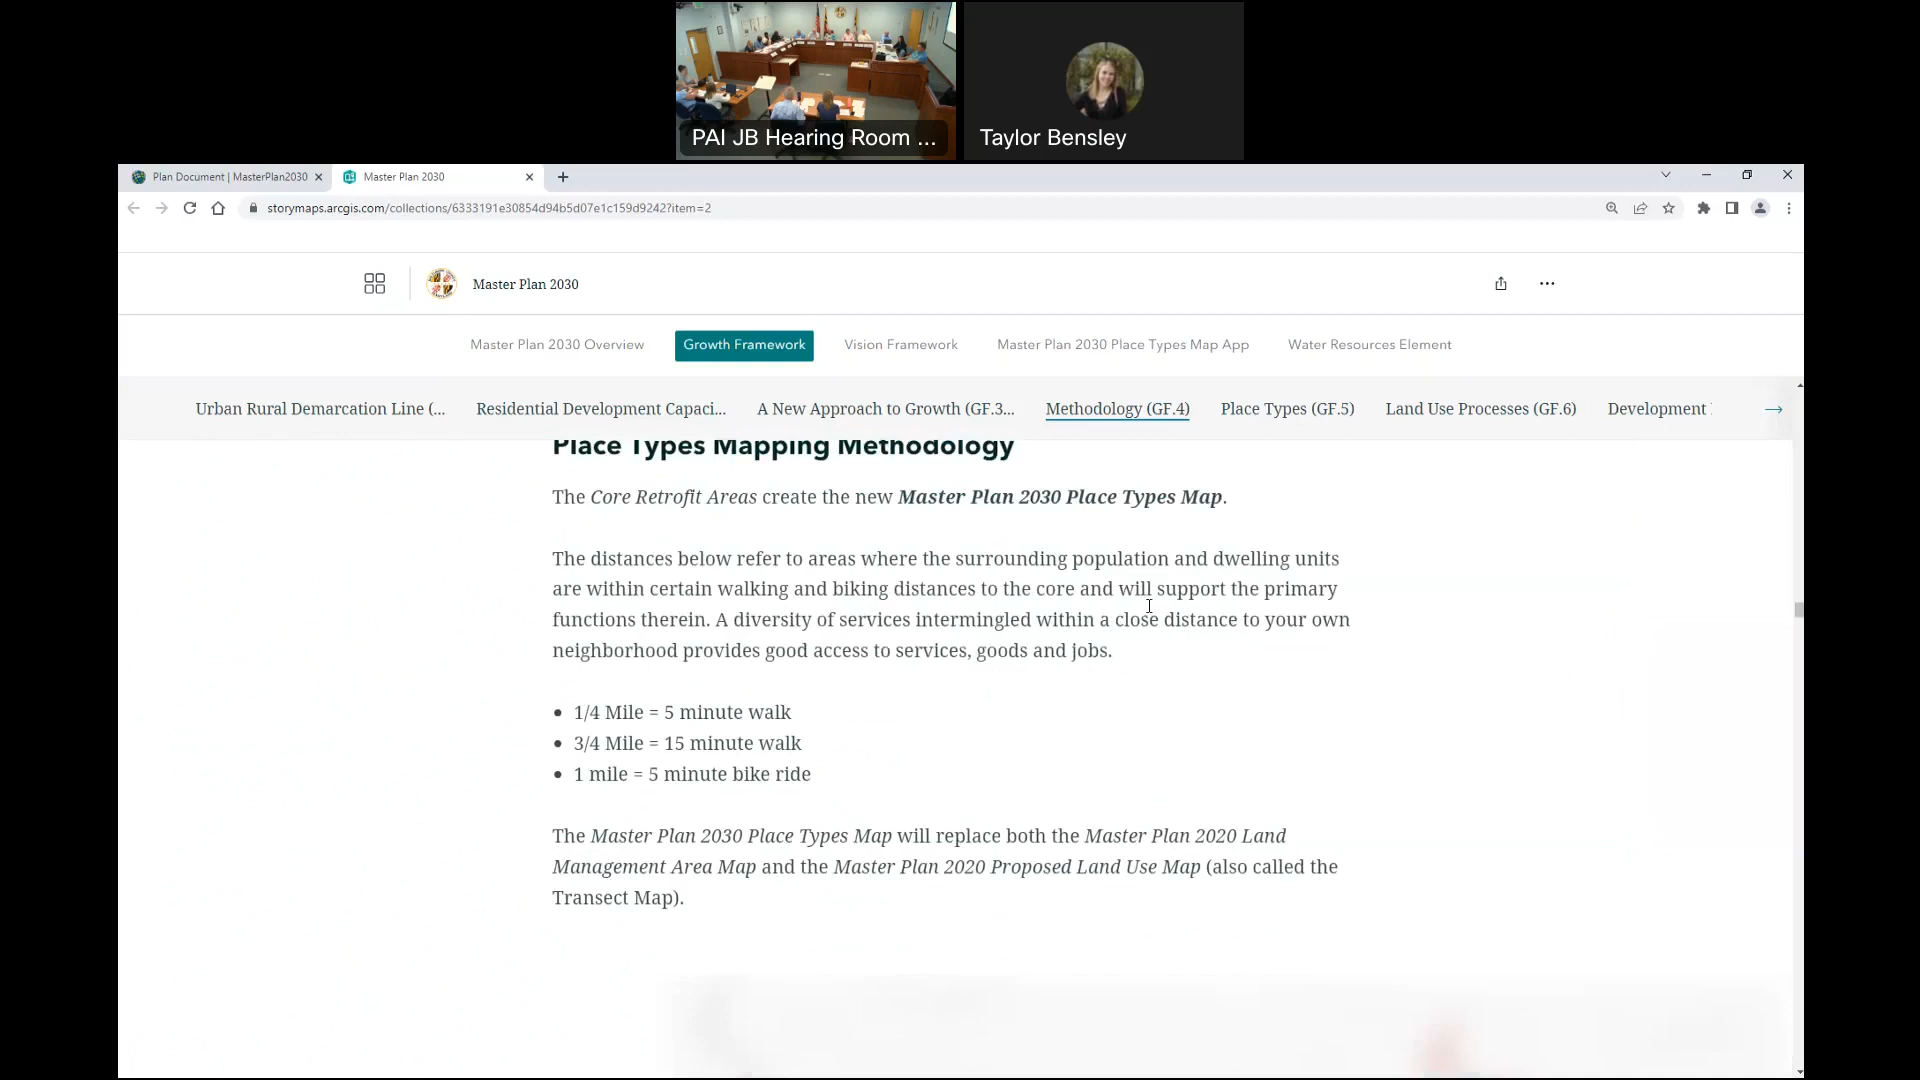 PAI JB Hearing Room ...
Taylor Bensley
Plan Document | MasterPlan2030
Master Plan 2030
storymaps.arcgis.com/collections/6333191e30854d94b5d07e1c159d9242?item=2
Master Plan 2030
Master Plan 2030 Overview
Growth Framework
Vision Framework
Master Plan 2030 Place Types Map App
Water Resources Element
Urban Rural Demarcation Line (...
Residential Development Capaci...
A New Approach to Growth (GF.3...
Methodology (GF.4)
Place Types (GF.5)
Land Use Processes (GF.6)
Development
Place Types Mapping Methodology
The Core Retrofit Areas create the new Master Plan 2030 Place Types Map.
The distances below refer to areas where the surrounding population and dwelling units
are within certain walking and biking distances to the core and will support the primary
functions therein. A diversity of services intermingled within a close distance to your own
neighborhood provides good access to services, goods and jobs.
• 1/4 Mile = 5 minute walk
• 3/4 Mile = 15 minute walk
• 1 mile = 5 minute bike ride
The Master Plan 2030 Place Types Map will replace both the Master Plan 2020 Land
Management Area Map and the Master Plan 2020 Proposed Land Use Map (also called the
Transect Map).